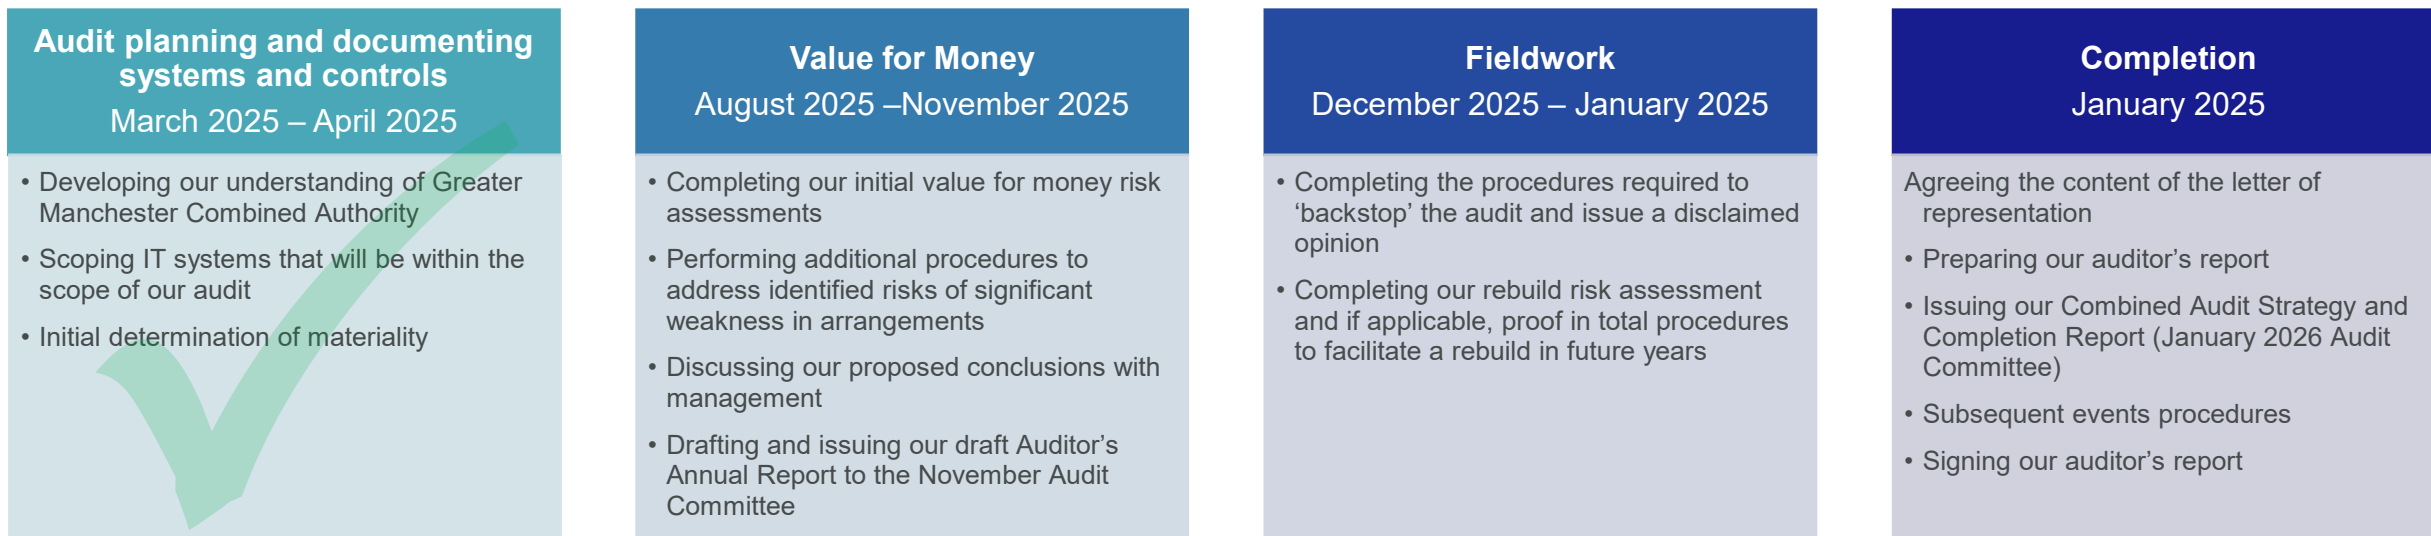 Audit planning and documenting
systems and controls
March 2025 – April 2025
• Developing our understanding of Greater
Manchester Combined Authority
• Scoping IT systems that will be within the
scope of our audit
• Initial determination of materiality
Value for Money
August 2025 –November 2025
• Completing our initial value for money risk
assessments
• Performing additional procedures to
address identified risks of significant
weakness in arrangements
• Discussing our proposed conclusions with
management
• Drafting and issuing our draft Auditor’s
Annual Report to the November Audit
Committee
Fieldwork
December 2025 – January 2025
• Completing the procedures required to
‘backstop’ the audit and issue a disclaimed
opinion
• Completing our rebuild risk assessment
and if applicable, proof in total procedures
to facilitate a rebuild in future years
Completion
January 2025
Agreeing the content of the letter of
representation
• Preparing our auditor’s report
• Issuing our Combined Audit Strategy and
Completion Report (January 2026 Audit
Committee)
• Subsequent events procedures
• Signing our auditor’s report